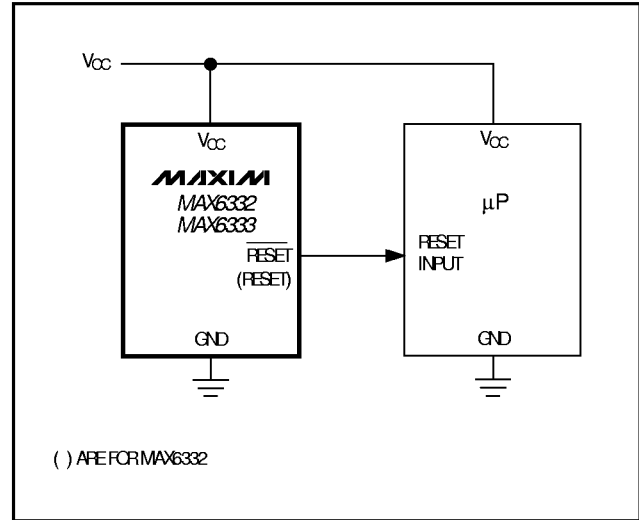 VCC
VCC
MAXIM
MAX6332
MAX6333
RESET
(RESET)
GND
VCC
μP
RESET
INPUT
GND
( ) ARE FOR MAX6332